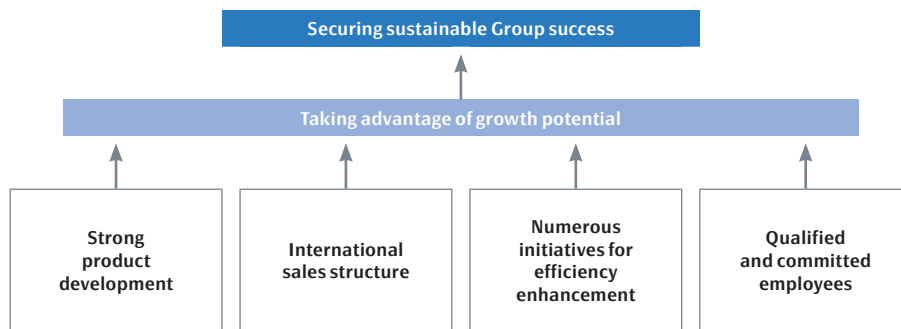 Securing sustainable Group success
Taking advantage of growth potential
Strong
product
development
International
sales structure
Numerous
initiatives for
efficiency
enhancement
Qualified
and committed
employees